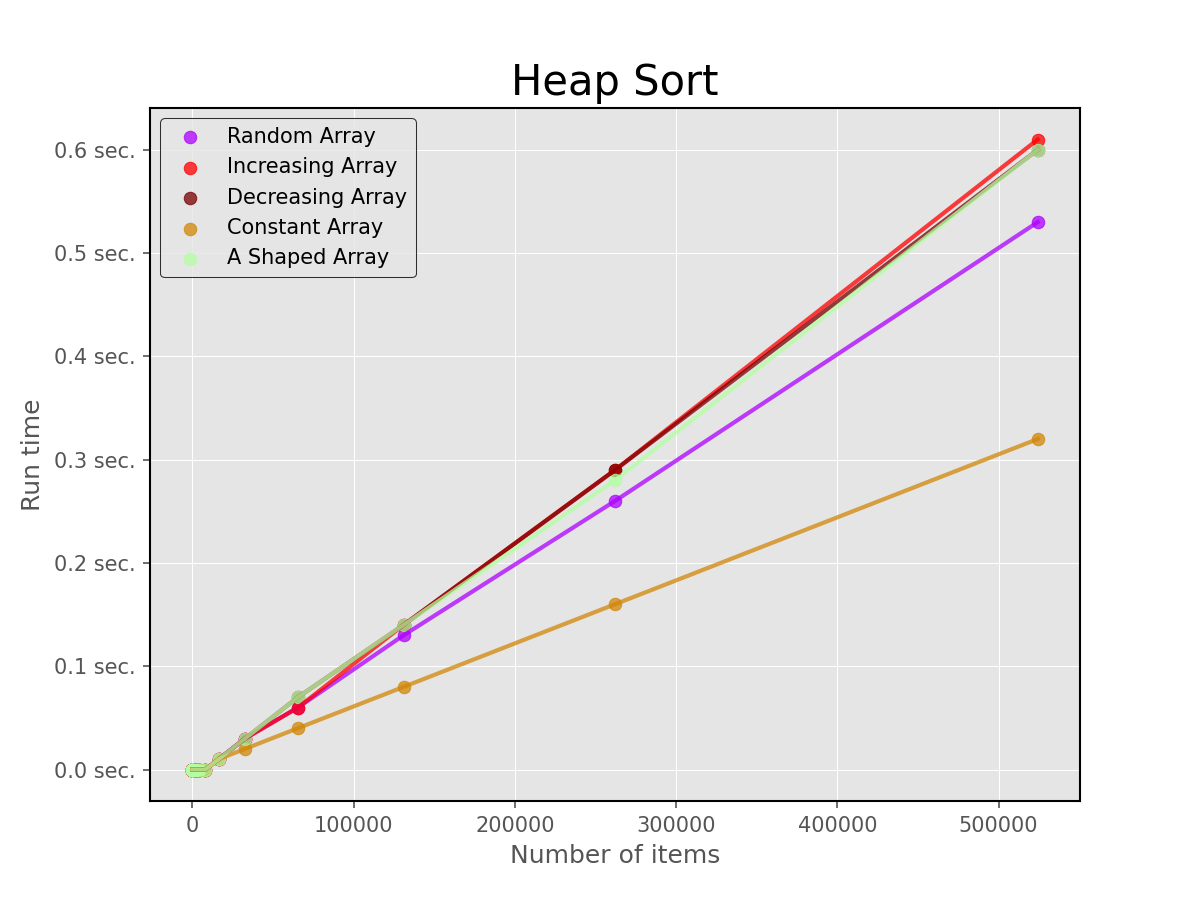 Heap Sort
Random Array
Increasing Array
Decreasing Array
Constant Array
A Shaped Array
0.6 sec.
0.5 sec.
0.4 sec.
0.3 sec.
0.2 sec.
0.1 sec.
0.0 sec.
Run time
0 100000 200000 300000 400000 500000
Number of items